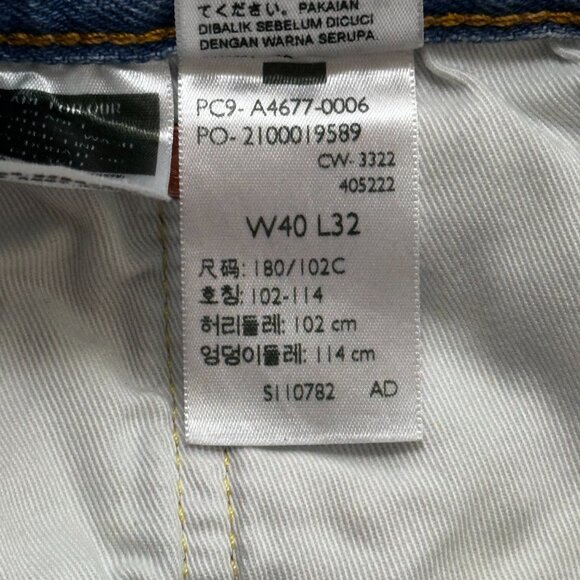 てください。PAKAIAN
DIBALIK SEBELUM DICUCI
DENGAN WARNA SERUPA.
PC9- A4677-0006
PO- 2100019589
CW- 3322
405222
W40 L32
尺码: 180/102C
호칭: 102-114
허리둘레: 102 cm
엉덩이둘레: 114 cm
S110782 AD